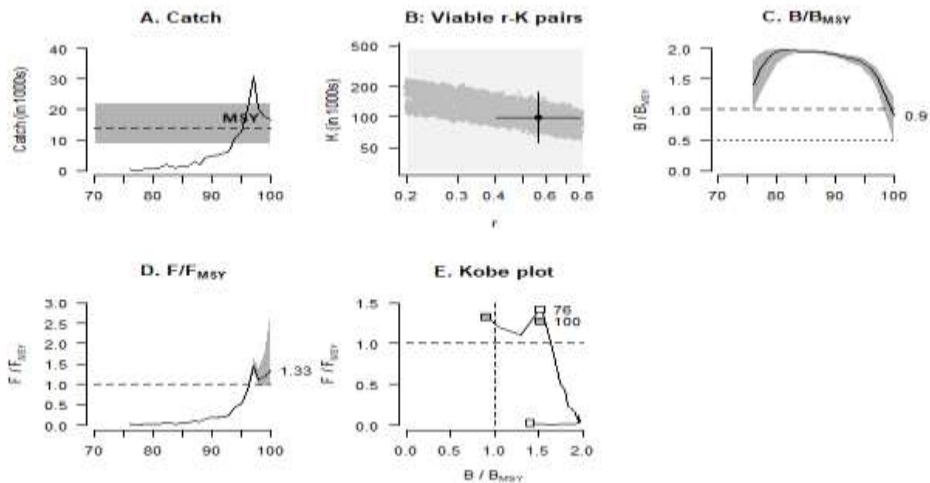 A. Catch
Catch (in 1000s)
40
30
20
10
0
MSY
70 80 90 100
B: Viable r-K pairs
K (in 1000s)
500
200
100
50
0.2 0.3 0.4 0.6 0.8
r
C. B/BMSY
B / BMSY
2.0
1.5
1.0
0.5
0.0
0.9
70 80 90 100
D. F/FMSY
F / FMSY
3.0
2.5
2.0
1.5
1.0
0.5
0.0
1.33
70 80 90 100
E. Kobe plot
F / FMSY
1.5
1.0
0.5
0.0
76
100
0.0 0.5 1.0 1.5 2.0
B / BMSY